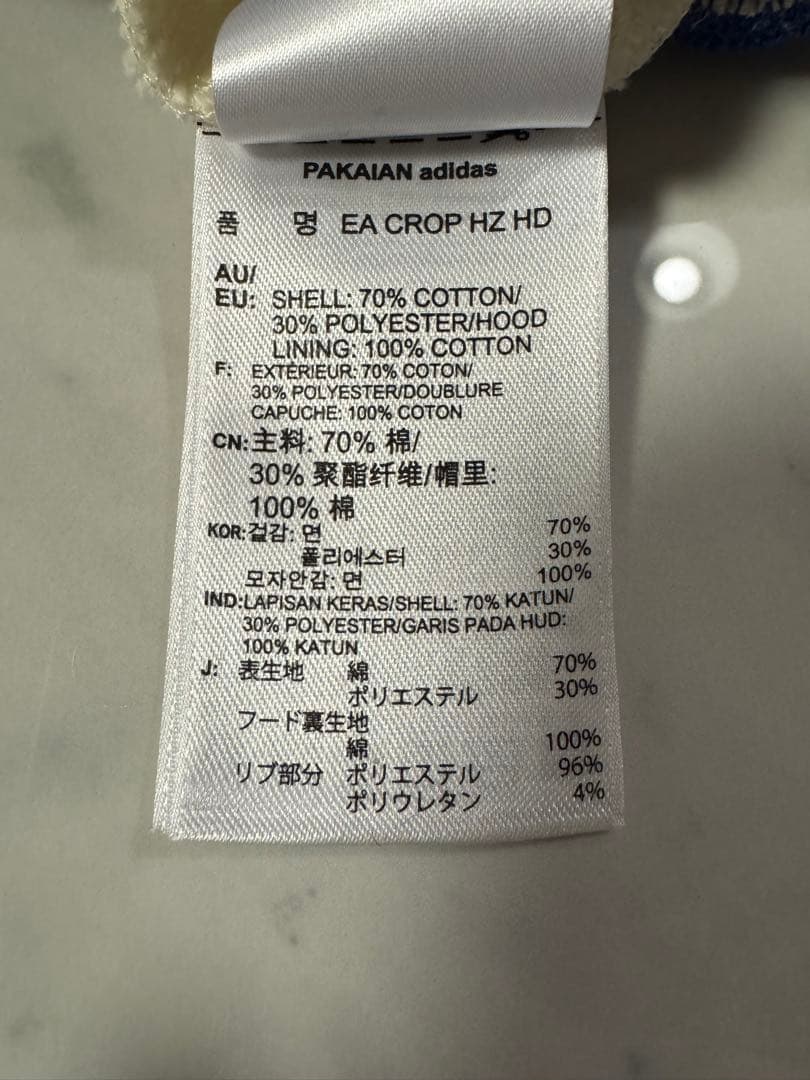 PAKAIAN adidas
품 명 EA CROP HZ HD
AU/
EU: SHELL: 70% COTTON/
30% POLYESTER/HOOD
LINING: 100% COTTON
F: EXTÉRIEUR: 70% COTON/
30% POLYESTER/DOUBLURE
CAPUCHE: 100% COTON
CN: 主料: 70% 棉/
30% 聚酯纤维/帽里:
100% 棉
KOR: 겉감: 면 70%
폴리에스터 30%
모자안감: 면 100%
IND: LAPISAN KERAS/SHELL: 70% KATUN/
30% POLYESTER/GARIS PADA HUD:
100% KATUN
J: 表生地 綿 70%
ポリエステル 30%
フード裏生地
綿 100%
リブ部分 ポリエステル 96%
ポリウレタン 4%